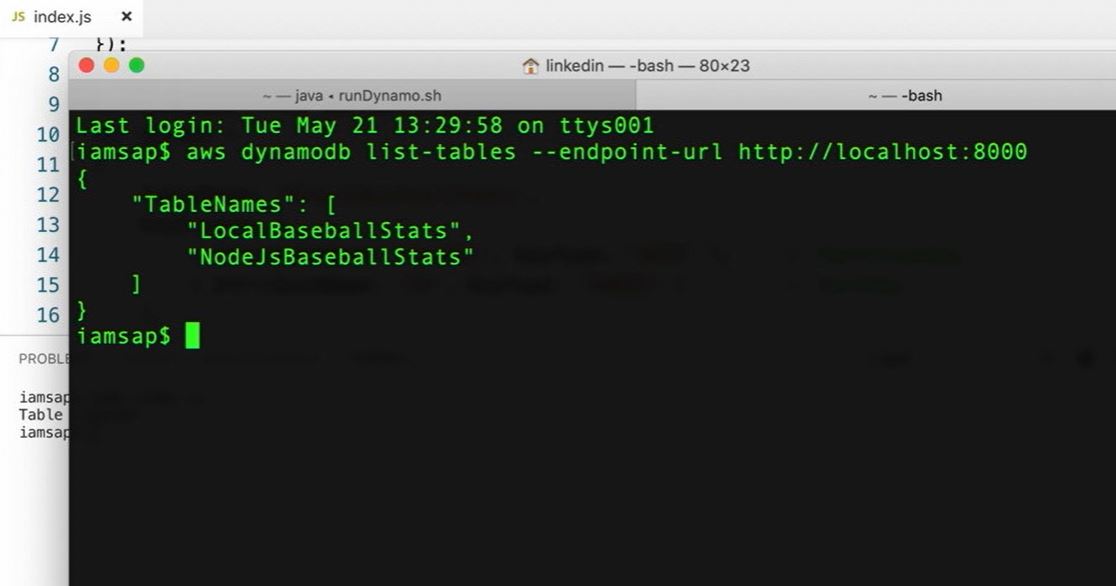 JS index.js ×
7 });
8
9
10
11
12
13
14
15
16
linkedin — -bash — 80×23
~ — java ◂ runDynamo.sh
~ — -bash
Last login: Tue May 21 13:29:58 on ttys001
[iamsap$ aws dynamodb list-tables --endpoint-url http://localhost:8000
{
    "TableNames": [
        "LocalBaseballStats",
        "NodeJsBaseballStats"
    ]
}
iamsap$
PROBLE
iamsap
Table
iamsap